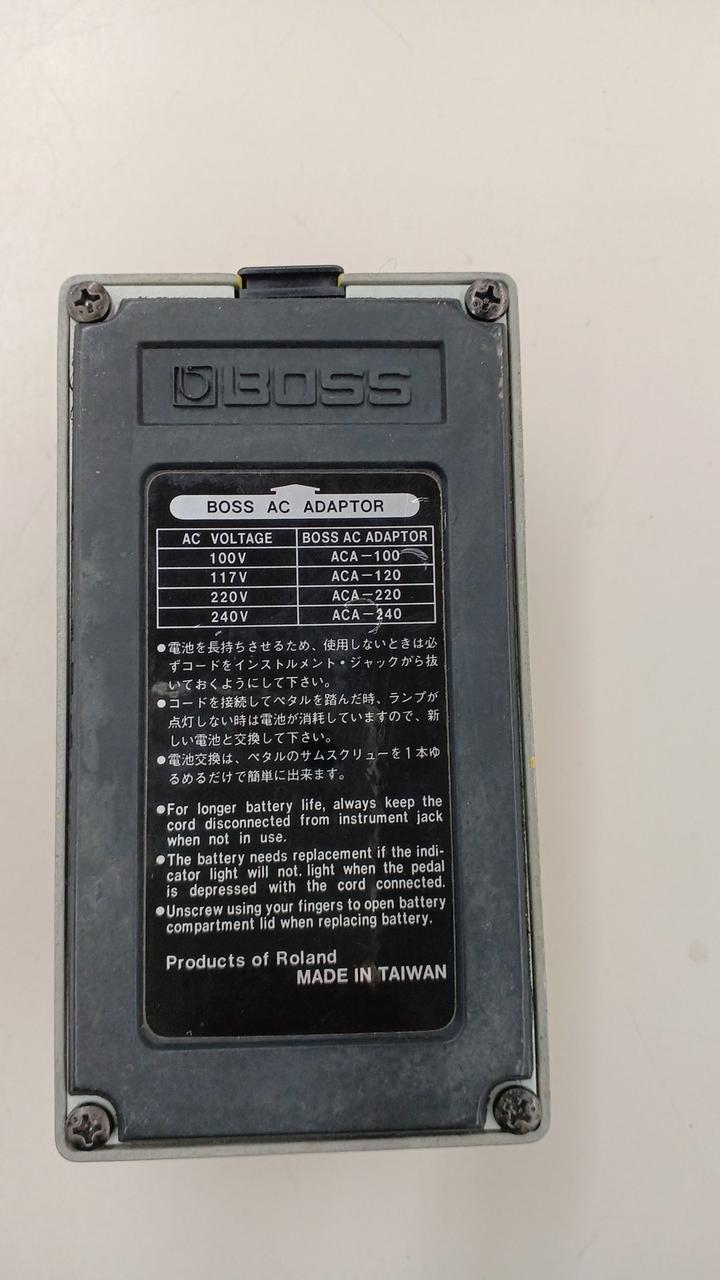 BOSS
BOSS AC ADAPTOR
AC VOLTAGE BOSS AC ADAPTOR
100V ACA-100
117V ACA-120
220V ACA-220
240V ACA-240
●電池を長持ちさせるため、使用しないときは必
ずコードをインストルメント・ジャックから抜
いておくようにして下さい。
●コードを接続してペタルを踏んだ時、ランプが
点灯しない時は電池が消耗していますので、新
しい電池と交換して下さい。
●電池交換は、ペタルのサムスクリューを1本ゆ
るめるだけで簡単に出来ます。
●For longer battery life, always keep the
cord disconnected from instrument jack
when not in use.
●The battery needs replacement if the indi-
cator light will not. light when the pedal
is depressed with the cord connected.
●Unscrew using your fingers to open battery
compartment lid when replacing battery.
Products of Roland
MADE IN TAIWAN